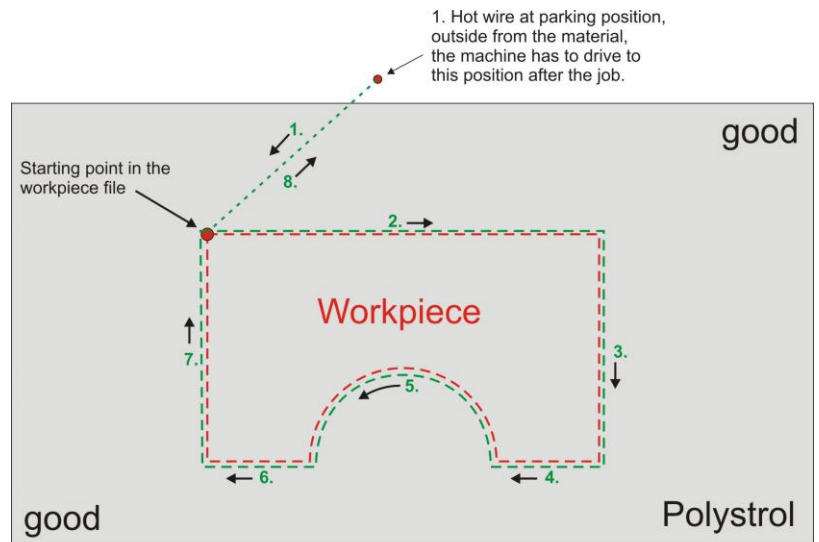 1. Hot wire at parking position,
outside from the material,
the machine has to drive to
this position after the job.
good
1.
Starting point in the
workpiece file
8.
2.
Workpiece
7.
3.
5.
6.
4.
good
Polystrol